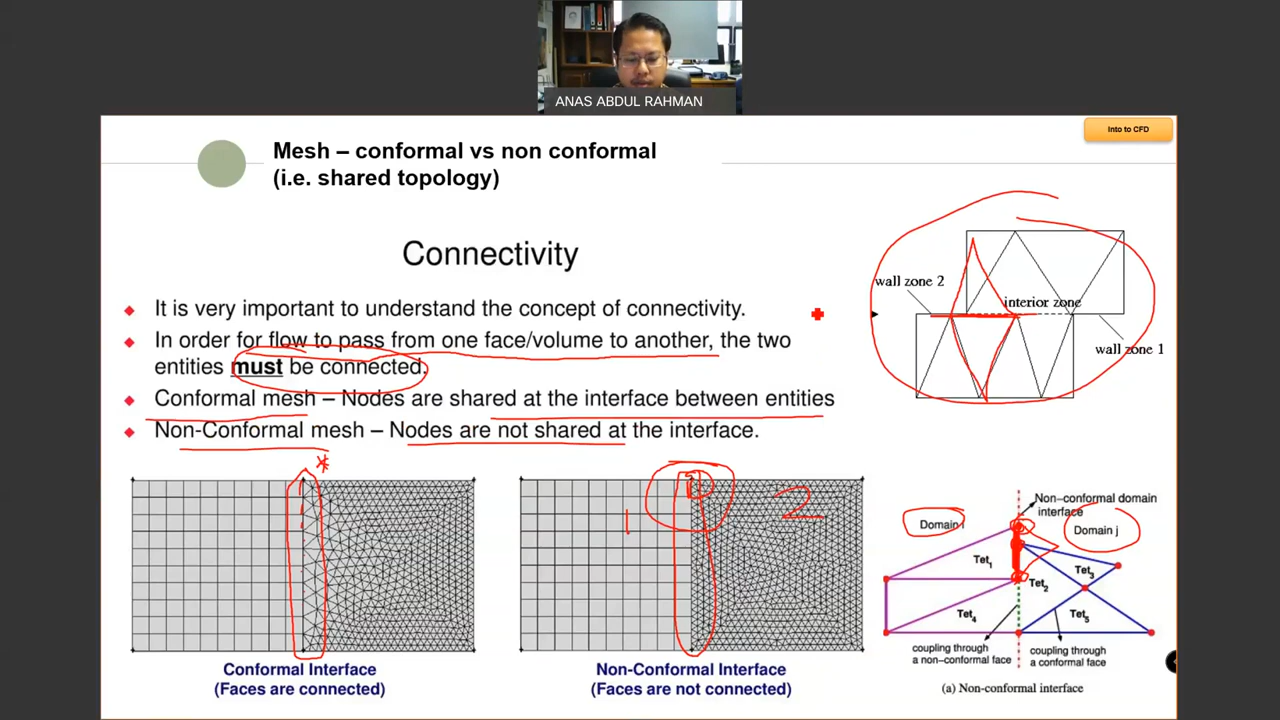 ANAS ABDUL RAHMAN
Into to CFD
Mesh – conformal vs non conformal
(i.e. shared topology)
Connectivity
It is very important to understand the concept of connectivity.
In order for flow to pass from one face/volume to another, the two
entities must be connected.
Conformal mesh – Nodes are shared at the interface between entities
Non-Conformal mesh – Nodes are not shared at the interface.
wall zone 2
interior zone
wall zone 1
*
1
2
Conformal Interface
(Faces are connected)
Non-Conformal Interface
(Faces are not connected)
Non–conformal domain
interface
Domain i
Domain j
Tet1
Tet2
Tet3
Tet4
Tet5
coupling through
a non–conformal face
coupling through
a conformal face
(a) Non-conformal interface